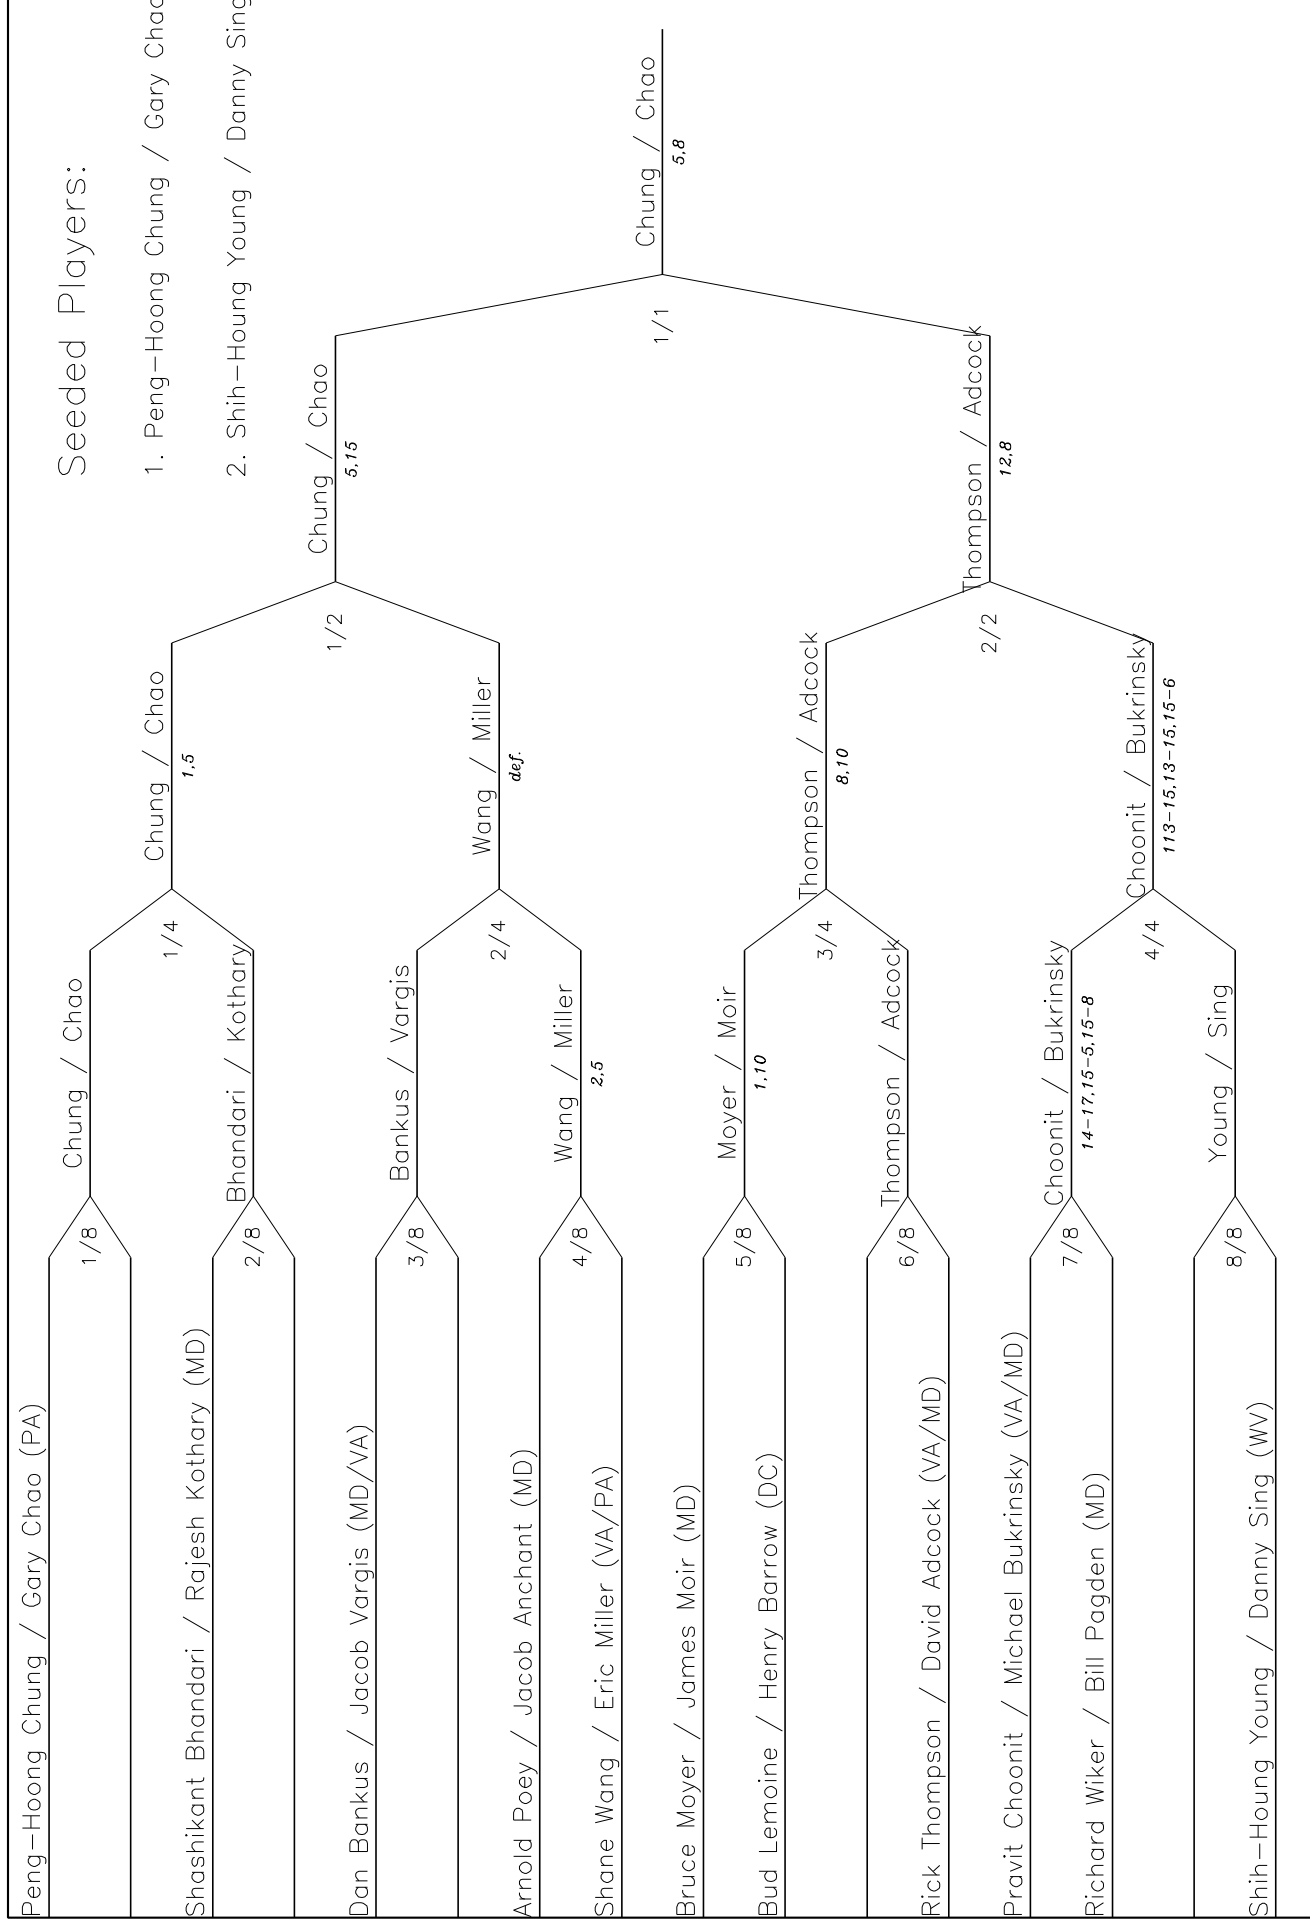 Seeded Players:
1. Peng-Hoong Chung / Gary Chao
2. Shih-Houng Young / Danny Sing
Peng-Hoong Chung / Gary Chao (PA)
Shashikant Bhandari / Rajesh Kothary (MD)
Dan Bankus / Jacob Vargis (MD/VA)
Arnold Poey / Jacob Anchant (MD)
Shane Wang / Eric Miller (VA/PA)
Bruce Moyer / James Moir (MD)
Bud Lemoine / Henry Barrow (DC)
Rick Thompson / David Adcock (VA/MD)
Pravit Choonit / Michael Bukrinsky (VA/MD)
Richard Wiker / Bill Pagden (MD)
Shih-Houng Young / Danny Sing (WV)
1/8
2/8
3/8
4/8
5/8
6/8
7/8
8/8
Chung / Chao
Bhandari / Kothary
Bankus / Vargis
Wang / Miller
2,5
Moyer / Moir
1,10
Thompson / Adcock
Choonit / Bukrinsky
14-17,15-5,15-8
Young / Sing
1/4
2/4
3/4
4/4
Chung / Chao
1,5
Wang / Miller
def.
Thompson / Adcock
8,10
Choonit / Bukrinsky
113-15,13-15,15-6
1/2
2/2
Chung / Chao
5,15
Thompson / Adcock
12,8
1/1
Chung / Chao
5,8